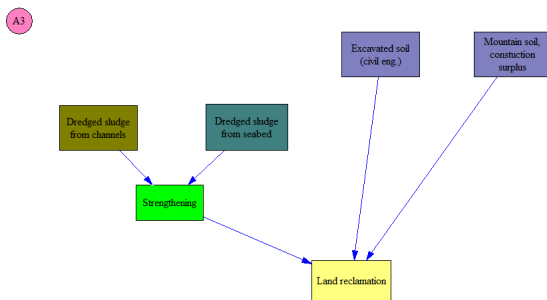 A3
Excavated soil
(civil eng.)
Mountain soil,
constuction
surplus
Dredged sludge
from channels
Dredged sludge
from seabed
Strengthening
Land reclamation